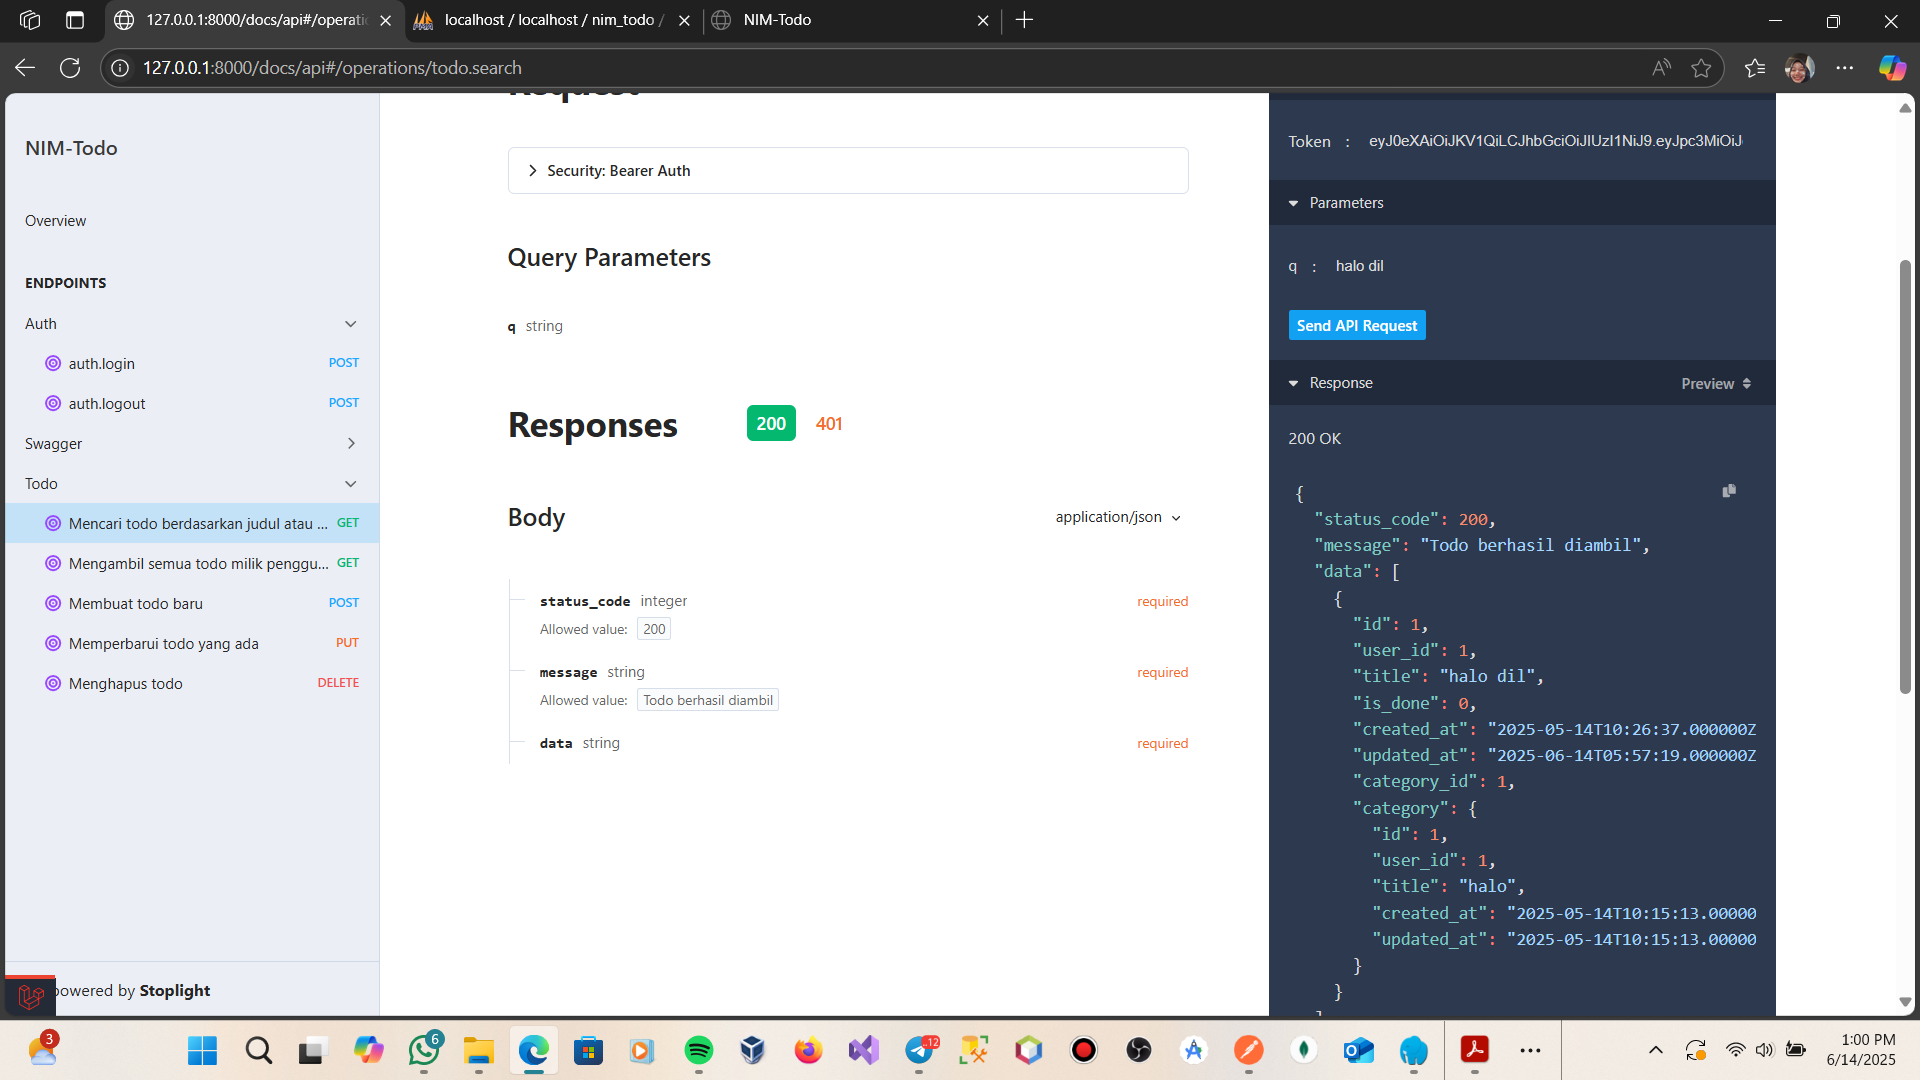 127.0.0.1:8000/docs/api#/operatio
localhost / localhost / nim_todo /
NIM-Todo
127.0.0.1:8000/docs/api#/operations/todo.search
NIM-Todo
Overview
ENDPOINTS
Auth
auth.login POST
auth.logout POST
Swagger
Todo
Mencari todo berdasarkan judul atau ... GET
Mengambil semua todo milik penggu... GET
Membuat todo baru POST
Memperbarui todo yang ada PUT
Menghapus todo DELETE
powered by Stoplight
Request
Security: Bearer Auth
Query Parameters
q string
Responses 200 401
Body application/json
status_code integer required
Allowed value: 200
message string required
Allowed value: Todo berhasil diambil
data string required
Token : eyJ0eXAiOiJKV1QiLCJhbGciOiJIUzI1NiJ9.eyJpc3MiOiJ
Parameters
q : halo dil
Send API Request
Response Preview
200 OK
{
"status_code": 200,
"message": "Todo berhasil diambil",
"data": [
{
"id": 1,
"user_id": 1,
"title": "halo dil",
"is_done": 0,
"created_at": "2025-05-14T10:26:37.000000Z
"updated_at": "2025-06-14T05:57:19.000000Z
"category_id": 1,
"category": {
"id": 1,
"user_id": 1,
"title": "halo",
"created_at": "2025-05-14T10:15:13.00000
"updated_at": "2025-05-14T10:15:13.00000
}
}
3
6
12
1:00 PM
6/14/2025